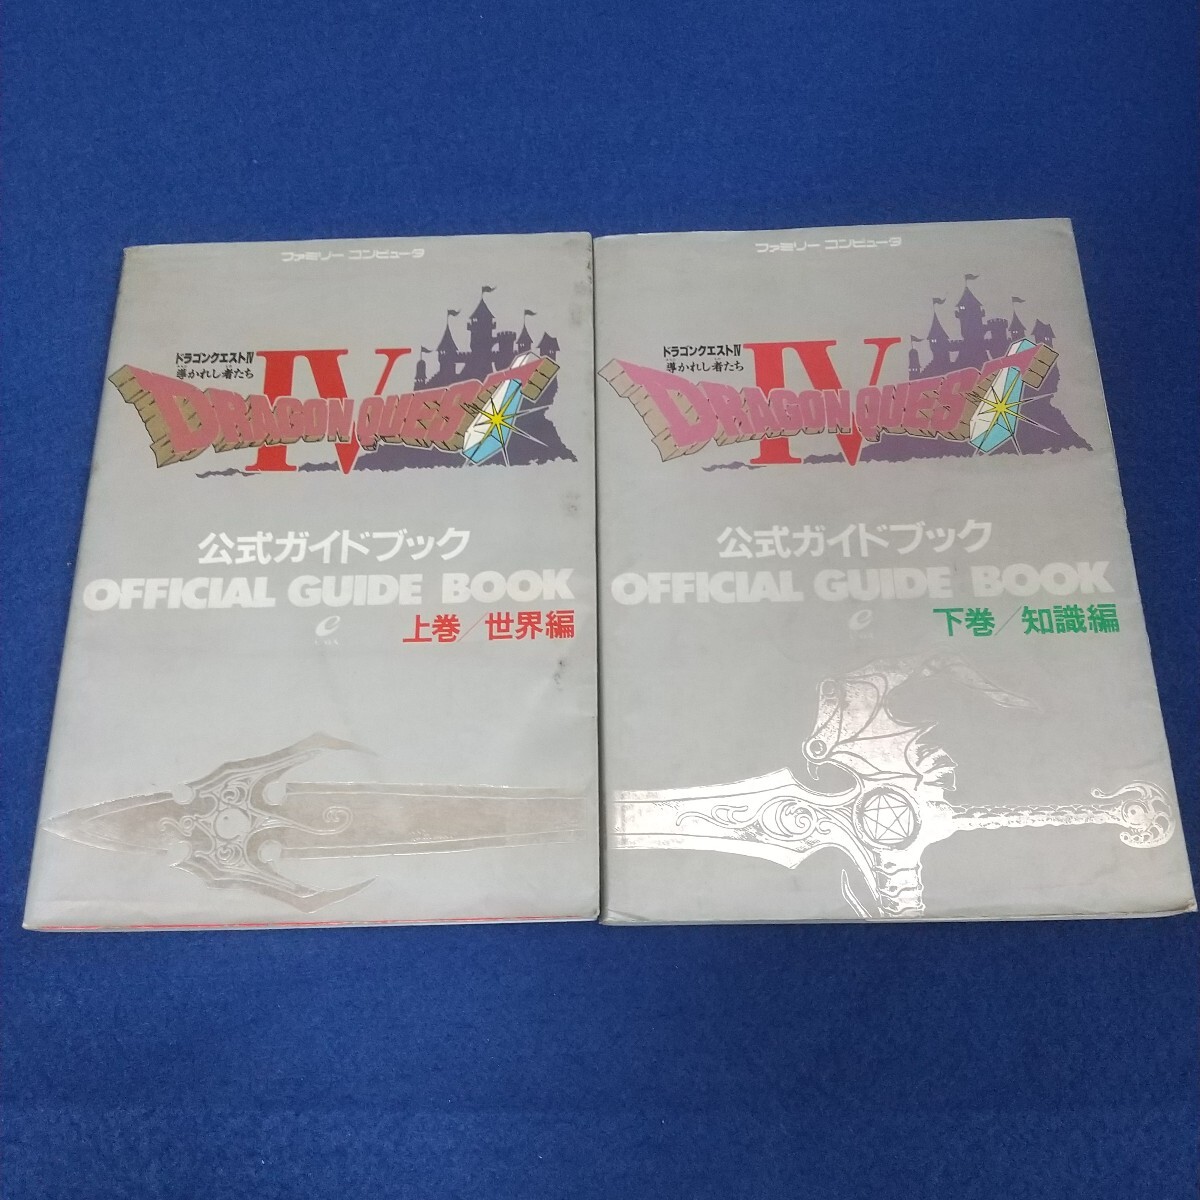 ファミリー コンピュータ
ドラゴンクエストIV
導かれし者たち
IV
DRAGON QUEST
公式ガイドブック
OFFICIAL GUIDE BOOK
e
上巻/世界編
ファミリー コンピュータ
ドラゴンクエストIV
導かれし者たち
IV
DRAGON QUEST
公式ガイドブック
OFFICIAL GUIDE BOOK
e
下巻/知識編